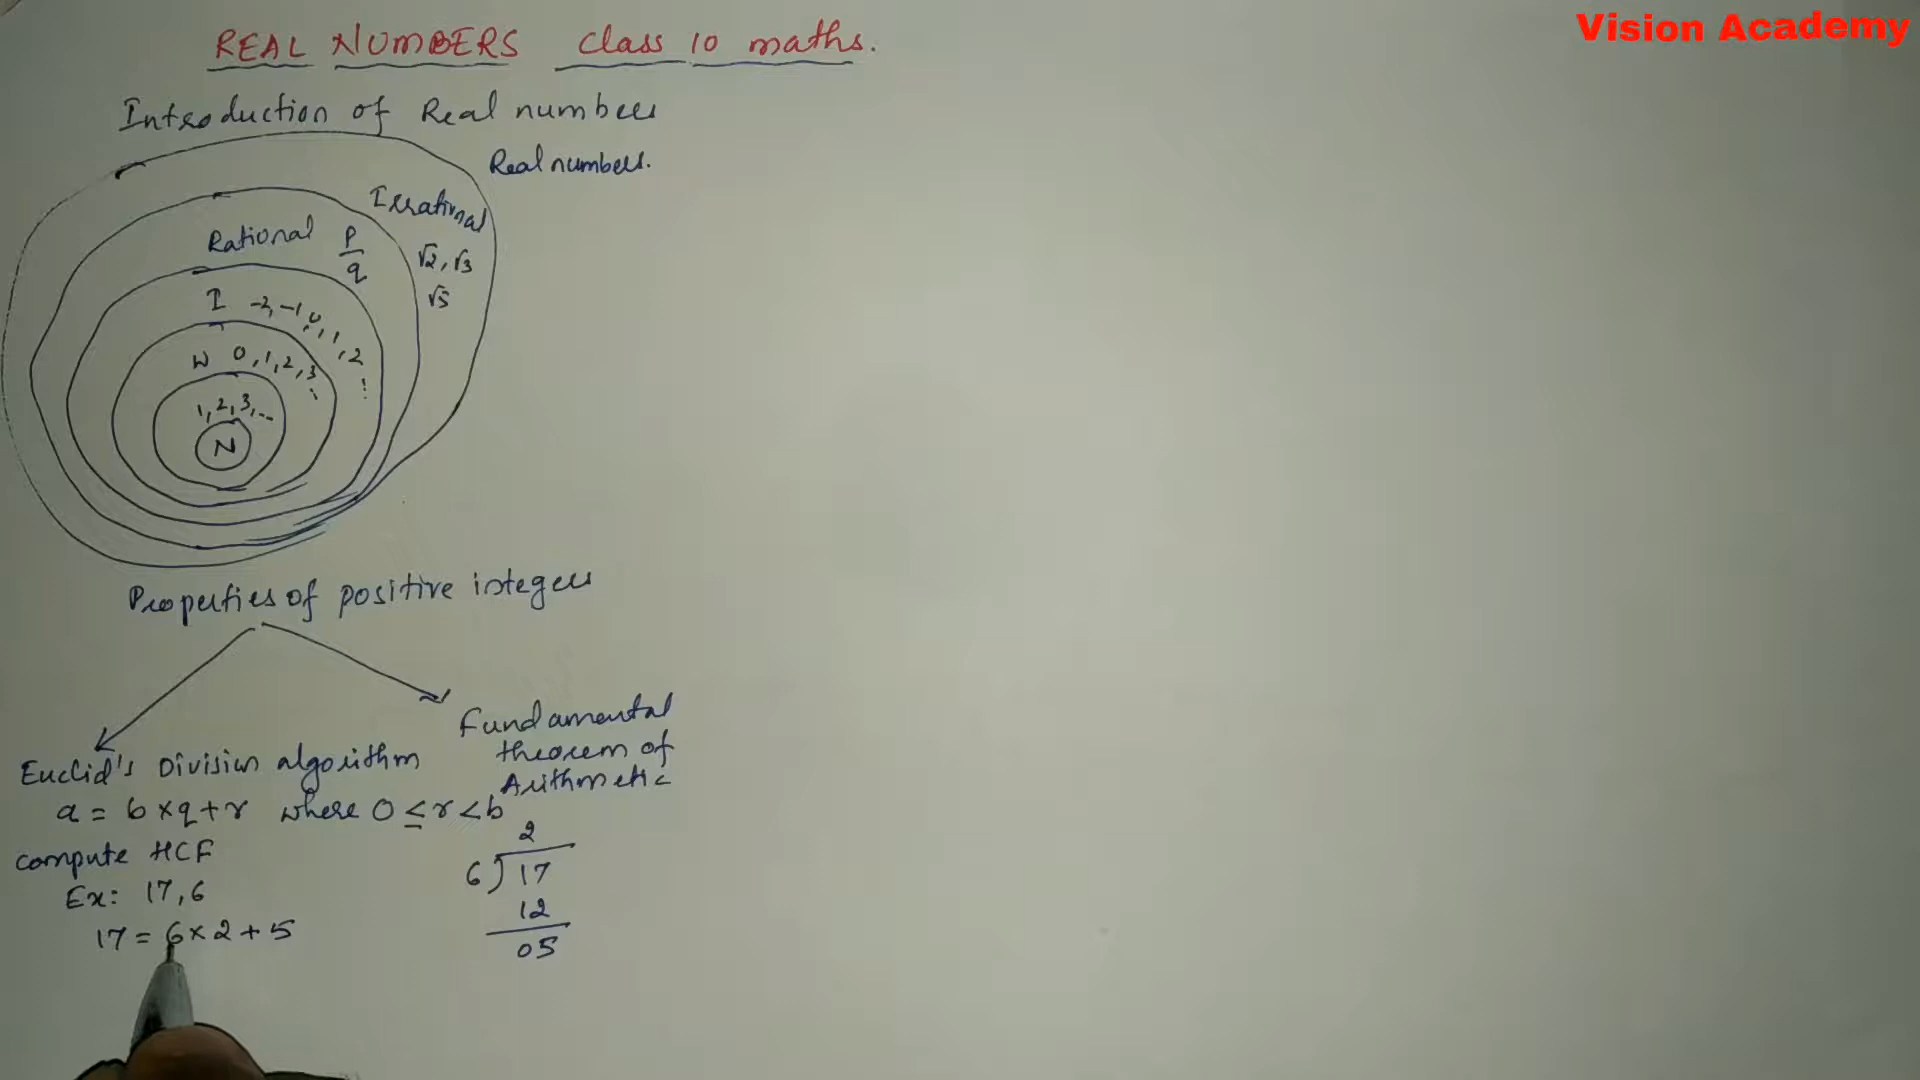 REAL NUMBERS Class 10 maths.
Vision Academy
Introduction of Real numbers
Real numbers.
Irrational
√2, √3
√5
Rational p/q
I -2, -1, 0, 1, 2 ...
W 0, 1, 2, 3 ...
1, 2, 3, ...
N
Properties of positive integers
Euclid's Division algorithm
a = b × q + r where 0 ≤ r < b
compute HCF
Ex: 17, 6
17 = 6 × 2 + 5
Fundamental
theorem of
Arithmetic
2
6 ) 17
12
05